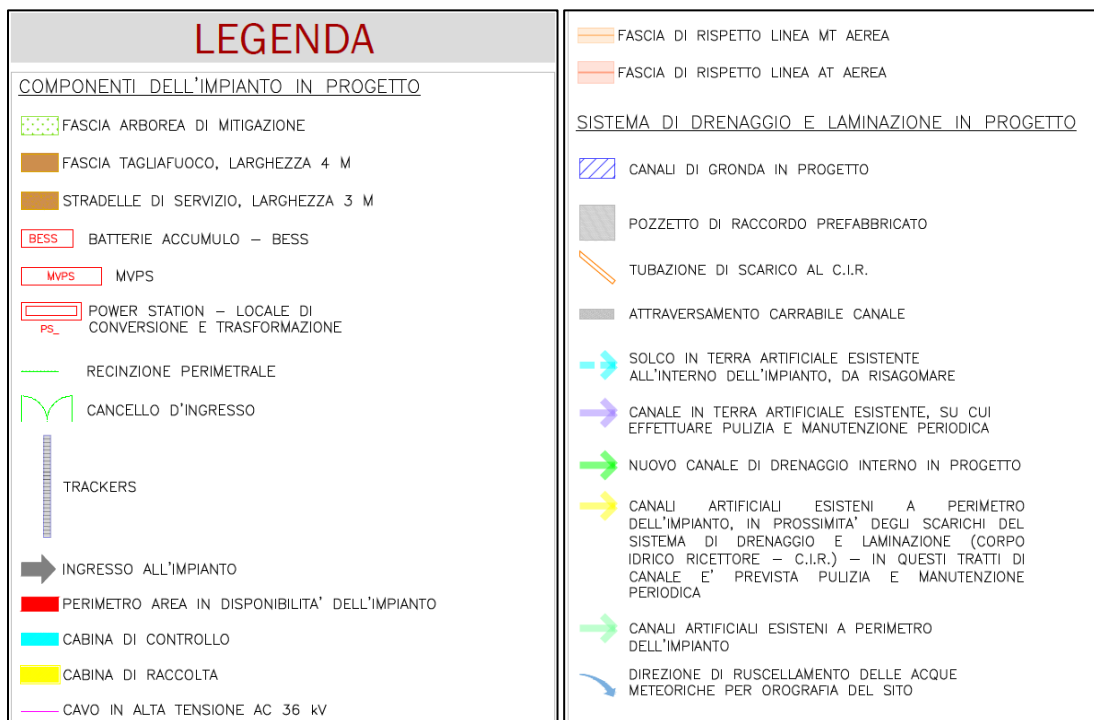 LEGENDA
COMPONENTI DELL'IMPIANTO IN PROGETTO
FASCIA ARBOREA DI MITIGAZIONE
FASCIA TAGLIAFUOCO, LARGHEZZA 4 M
STRADELLE DI SERVIZIO, LARGHEZZA 3 M
BESS BATTERIE ACCUMULO – BESS
MVPS MVPS
POWER STATION – LOCALE DI
PS_ CONVERSIONE E TRASFORMAZIONE
RECINZIONE PERIMETRALE
CANCELLO D'INGRESSO
TRACKERS
INGRESSO ALL'IMPIANTO
PERIMETRO AREA IN DISPONIBILITA' DELL'IMPIANTO
CABINA DI CONTROLLO
CABINA DI RACCOLTA
CAVO IN ALTA TENSIONE AC 36 kV
FASCIA DI RISPETTO LINEA MT AEREA
FASCIA DI RISPETTO LINEA AT AEREA
SISTEMA DI DRENAGGIO E LAMINAZIONE IN PROGETTO
CANALI DI GRONDA IN PROGETTO
POZZETTO DI RACCORDO PREFABBRICATO
TUBAZIONE DI SCARICO AL C.I.R.
ATTRAVERSAMENTO CARRABILE CANALE
SOLCO IN TERRA ARTIFICIALE ESISTENTE
ALL'INTERNO DELL'IMPIANTO, DA RISAGOMARE
CANALE IN TERRA ARTIFICIALE ESISTENTE, SU CUI
EFFETTUARE PULIZIA E MANUTENZIONE PERIODICA
NUOVO CANALE DI DRENAGGIO INTERNO IN PROGETTO
CANALI ARTIFICIALI ESISTENI A PERIMETRO
DELL'IMPIANTO, IN PROSSIMITA' DEGLI SCARICHI DEL
SISTEMA DI DRENAGGIO E LAMINAZIONE (CORPO
IDRICO RICETTORE – C.I.R.) – IN QUESTI TRATTI DI
CANALE E' PREVISTA PULIZIA E MANUTENZIONE
PERIODICA
CANALI ARTIFICIALI ESISTENI A PERIMETRO
DELL'IMPIANTO
DIREZIONE DI RUSCELLAMENTO DELLE ACQUE
METEORICHE PER OROGRAFIA DEL SITO